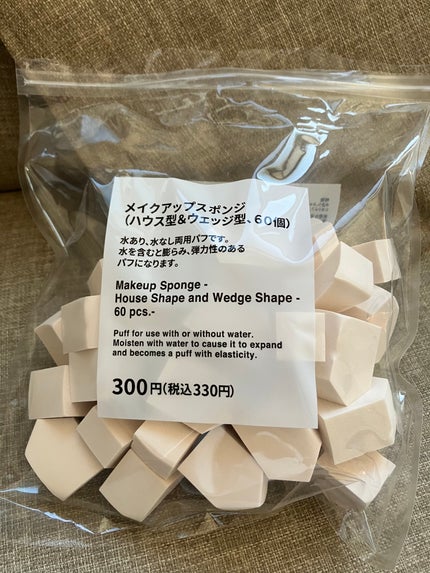 メイクアップスポンジ
（ハウス型&ウェッジ型、60個）
水あり、水なし両用パフです。
水を含むと膨らみ、弾力性のある
パフになります。
Makeup Sponge -
House Shape and Wedge Shape -
60 pcs.-
Puff for use with or without water.
Moisten with water to cause it to expand
and becomes a puff with elasticity.
300円(税込330円)